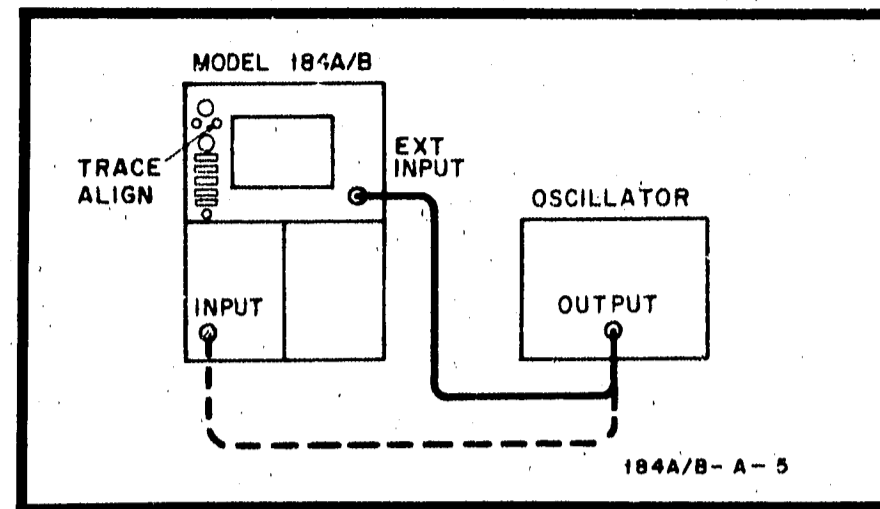 MODEL 184A/B
TRACE
ALIGN
EXT
INPUT
OSCILLATOR
INPUT
OUTPUT
184A/B-A-5